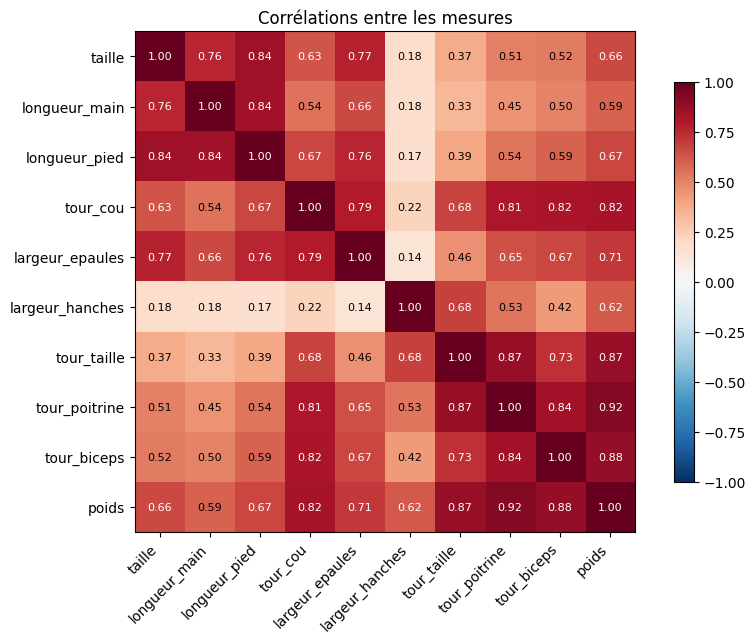 Corrélations entre les mesures
taille 1.00 0.76 0.84 0.63 0.77 0.18 0.37 0.51 0.52 0.66
longueur_main 0.76 1.00 0.84 0.54 0.66 0.18 0.33 0.45 0.50 0.59
longueur_pied 0.84 0.84 1.00 0.67 0.76 0.17 0.39 0.54 0.59 0.67
tour_cou 0.63 0.54 0.67 1.00 0.79 0.22 0.68 0.81 0.82 0.82
largeur_epaules 0.77 0.66 0.76 0.79 1.00 0.14 0.46 0.65 0.67 0.71
largeur_hanches 0.18 0.18 0.17 0.22 0.14 1.00 0.68 0.53 0.42 0.62
tour_taille 0.37 0.33 0.39 0.68 0.46 0.68 1.00 0.87 0.73 0.87
tour_poitrine 0.51 0.45 0.54 0.81 0.65 0.53 0.87 1.00 0.84 0.92
tour_biceps 0.52 0.50 0.59 0.82 0.67 0.42 0.73 0.84 1.00 0.88
poids 0.66 0.59 0.67 0.82 0.71 0.62 0.87 0.92 0.88 1.00
taille
longueur_main
longueur_pied
tour_cou
largeur_epaules
largeur_hanches
tour_taille
tour_poitrine
tour_biceps
poids
1.00
0.75
0.50
0.25
0.00
−0.25
−0.50
−0.75
−1.00